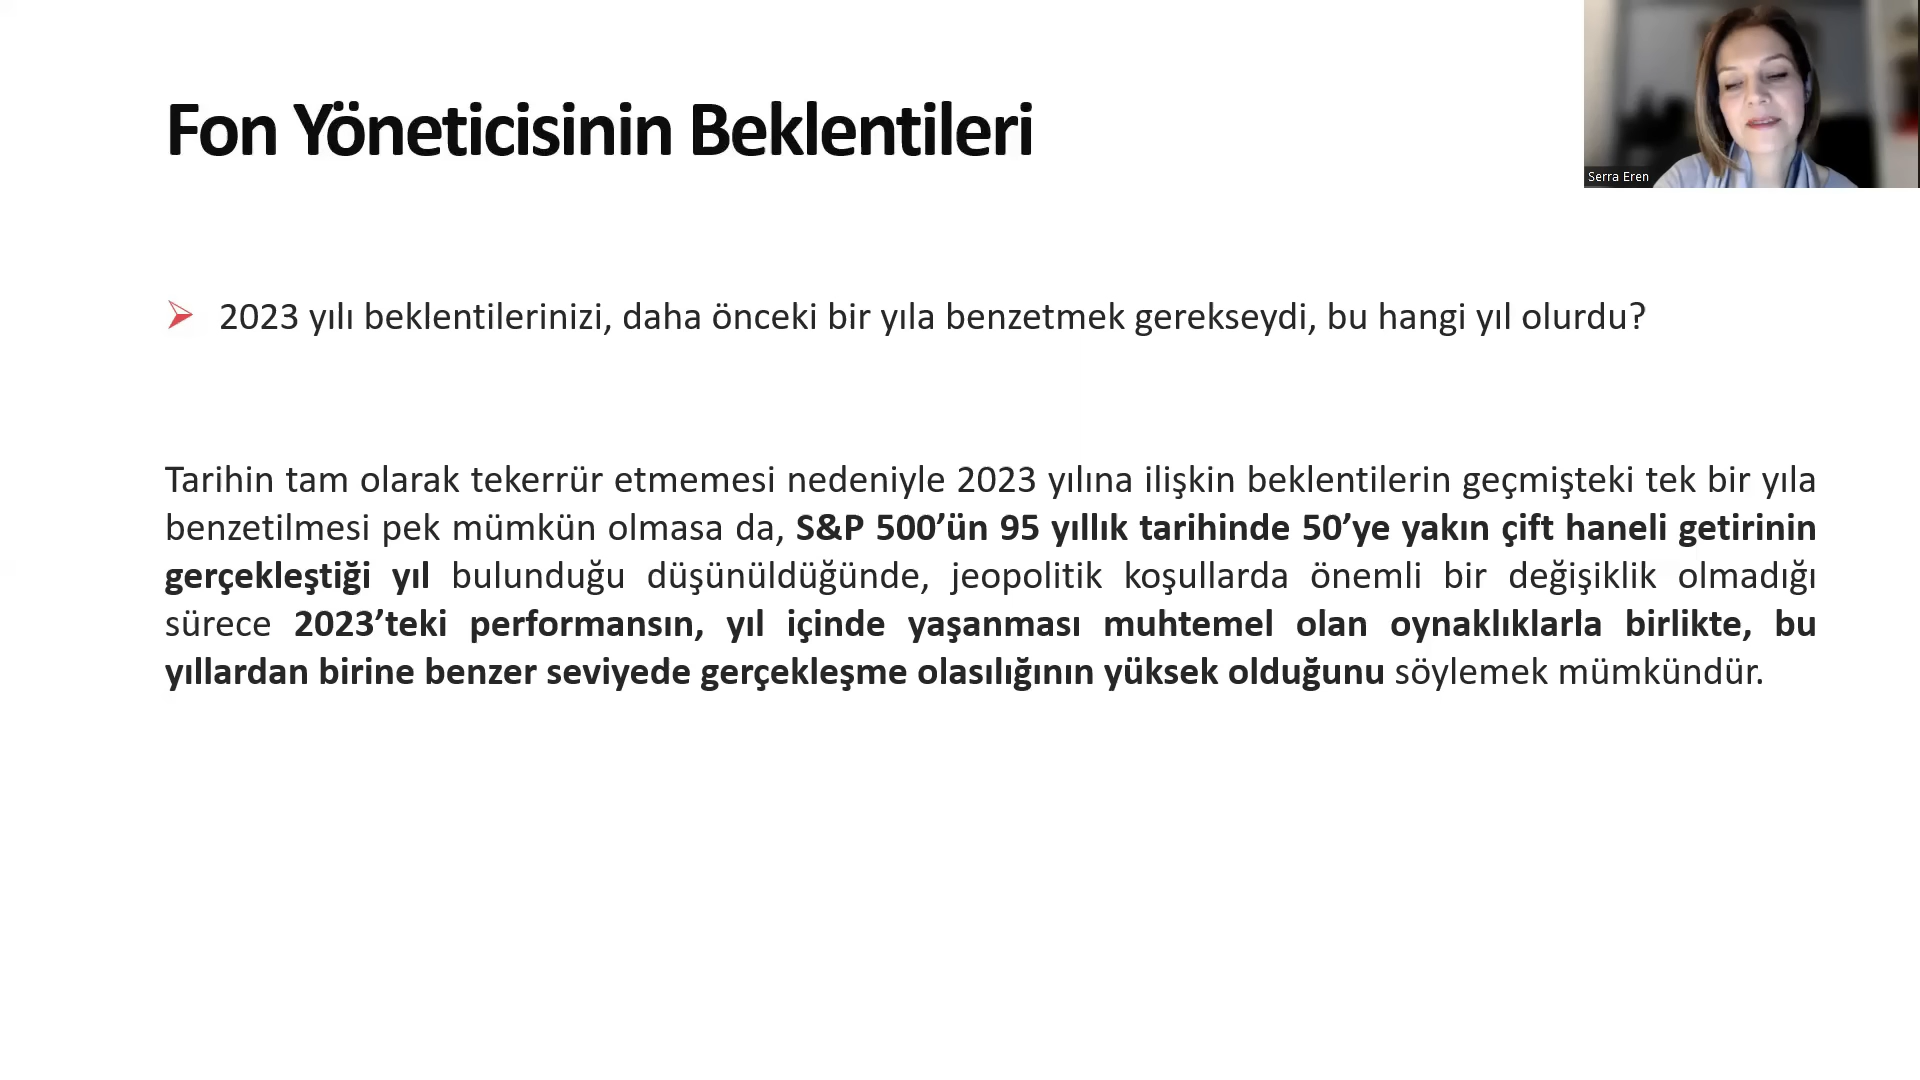 Fon Yöneticisinin Beklentileri
Serra Eren
2023 yılı beklentilerinizi, daha önceki bir yıla benzetmek gerekseydi, bu hangi yıl olurdu?
Tarihin tam olarak tekerrür etmemesi nedeniyle 2023 yılına ilişkin beklentilerin geçmişteki tek bir yıla
benzetilmesi pek mümkün olmasa da, S&P 500’ün 95 yıllık tarihinde 50’ye yakın çift haneli getirinin
gerçekleştiği yıl bulunduğu düşünüldüğünde, jeopolitik koşullarda önemli bir değişiklik olmadığı
sürece 2023’teki performansın, yıl içinde yaşanması muhtemel olan oynaklıklarla birlikte, bu
yıllardan birine benzer seviyede gerçekleşme olasılığının yüksek olduğunu söylemek mümkündür.